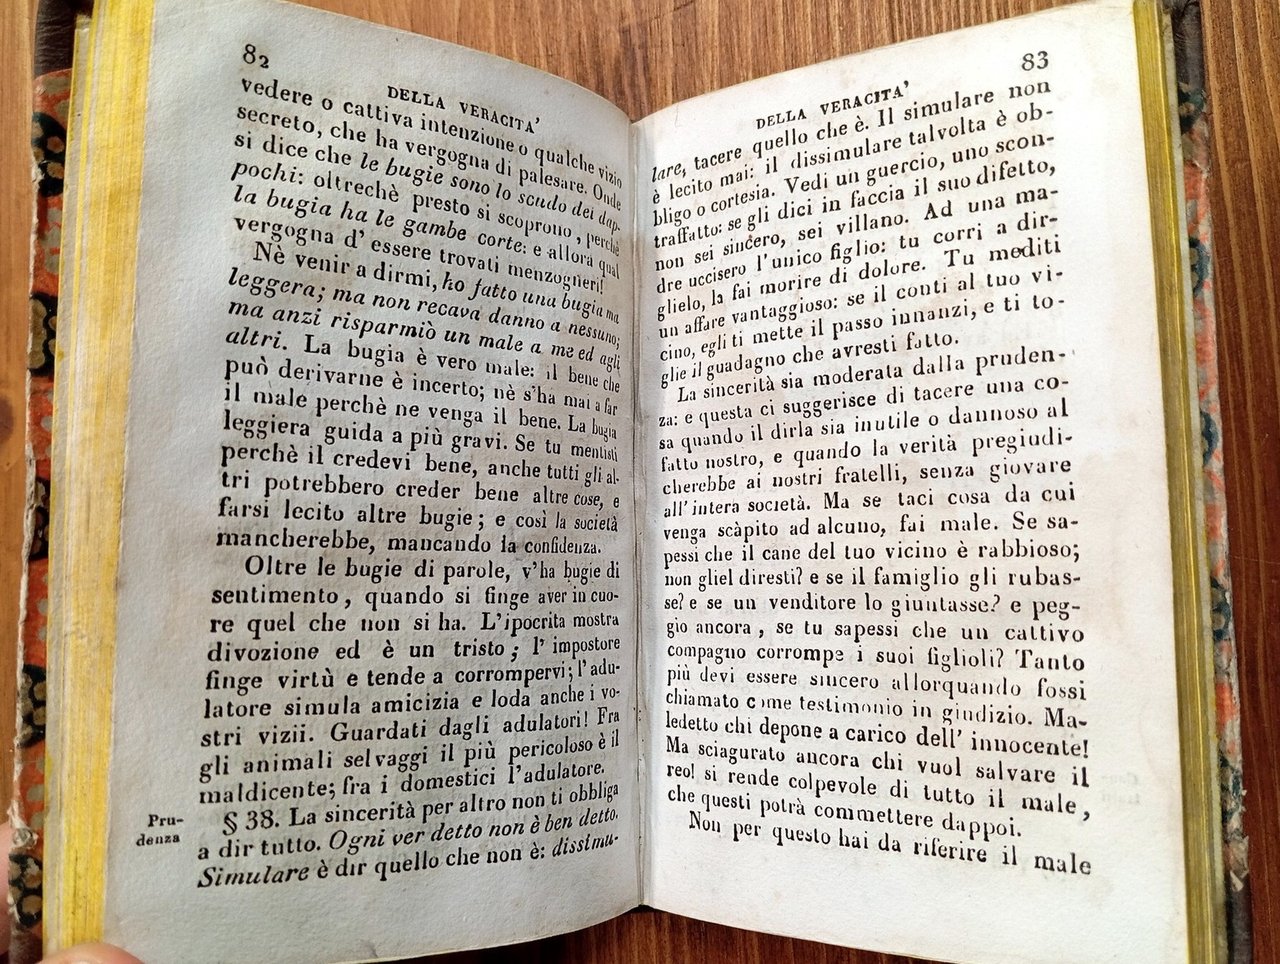 82
DELLA VERACITA'
vedere o cattiva intenzione o qualche vizio
secreto, che ha vergogna di palesare. Onde
si dice che le bugie sono lo scudo dei dap-
pochi: oltrechè presto si scoprono, perchè
la bugia ha le gambe corte: e allora qual
vergogna d' essere trovati menzogneri!
Nè venir a dirmi, ho fatto una bugia ma
leggera; ma non recava danno a nessuno;
ma anzi risparmiò un male a me ed agli
altri. La bugia è vero male: il bene che
può derivarne è incerto; nè s'ha mai a far
il male perchè ne venga il bene. La bugia
leggiera guida a più gravi. Se tu mentisti
perchè il credevi bene, anche tutti gli al-
tri potrebbero creder bene altre cose, e
farsi lecito altre bugie; e così la società
mancherebbe, mancando la confidenza.
Oltre le bugie di parole, v'ha bugie di
sentimento, quando si finge aver in cuo-
re quel che non si ha. L'ipocrita mostra
divozione ed è un tristo; l'impostore
finge virtù e tende a corrompervi; l'adu-
latore simula amicizia e loda anche i vo-
stri vizii. Guardati dagli adulatori! Fra
gli animali selvaggi il più pericoloso è il
maldicente; fra i domestici l'adulatore.
Pru-
denza
§ 38. La sincerità per altro non ti obbliga
a dir tutto. Ogni ver detto non è ben detto.
Simulare è dir quello che non è: dissimu-
83
DELLA VERACITA'
lare, tacere quello che è. Il simulare non
è lecito mai: il dissimulare talvolta è ob-
bligo o cortesia. Vedi un guercio, uno scon-
traffatto: se gli dici in faccia il suo difetto,
non sei sincero, sei villano. Ad una ma-
dre uccisero l'unico figlio: tu corri a dir-
glielo, la fai morire di dolore. Tu mediti
un affare vantaggioso: se il conti al tuo vi-
cino, egli ti mette il passo innanzi, e ti to-
glie il guadagno che avresti fatto.
La sincerità sia moderata dalla pruden-
za: e questa ci suggerisce di tacere una co-
sa quando il dirla sia inutile o dannoso al
fatto nostro, e quando la verità pregiudi-
cherebbe ai nostri fratelli, senza giovare
all'intera società. Ma se taci cosa da cui
venga scàpito ad alcuno, fai male. Se sa-
pessi che il cane del tuo vicino è rabbioso;
non gliel diresti? e se il famiglio gli rubas-
se? e se un venditore lo giuntasse? e peg-
gio ancora, se tu sapessi che un cattivo
compagno corrompe i suoi figlioli? Tanto
più devi essere sincero allorquando fossi
chiamato come testimonio in giudizio. Ma-
ledetto chi depone a carico dell' innocente!
Ma sciagurato ancora chi vuol salvare il
reo! si rende colpevole di tutto il male,
che questi potrà commettere dappoi.
Non per questo hai da riferire il male